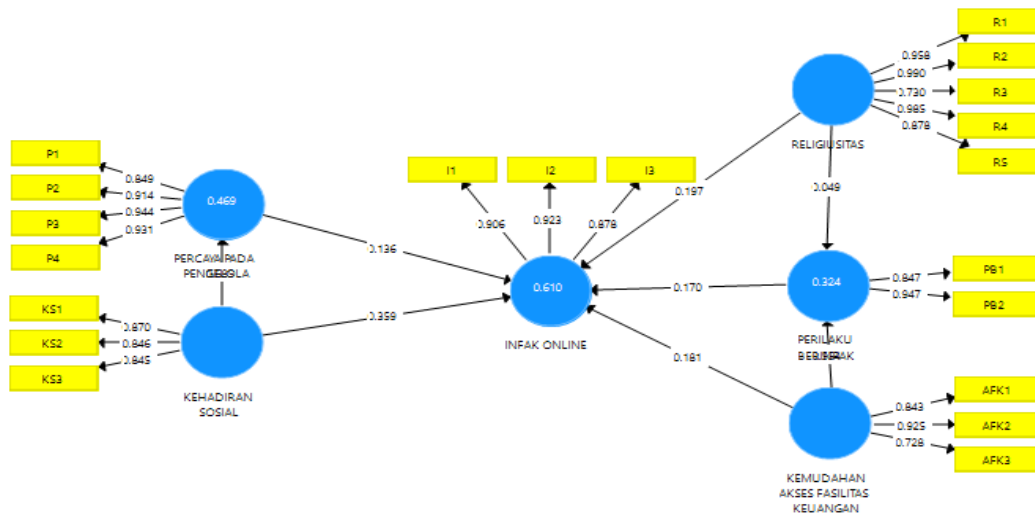 P1
P2
P3
P4
0.849
0.914
0.944
0.931
0.469
PERCAYA PADA
PENGELOLA
KS1
KS2
KS3
0.870
0.846
0.845
KEHADIRAN
SOSIAL
0.136
0.359
I1
I2
I3
0.906
0.923
0.878
0.610
INFAK ONLINE
0.197
0.170
0.181
RELIGIUSITAS
R1
R2
R3
R4
R5
0.958
0.990
0.730
0.985
0.878
0.049
0.324
PERILAKU
PB1
PB2
0.847
0.947
AFK1
AFK2
AFK3
0.843
0.925
0.728
KEMUDAHAN
AKSES FASILITAS
KEUANGAN